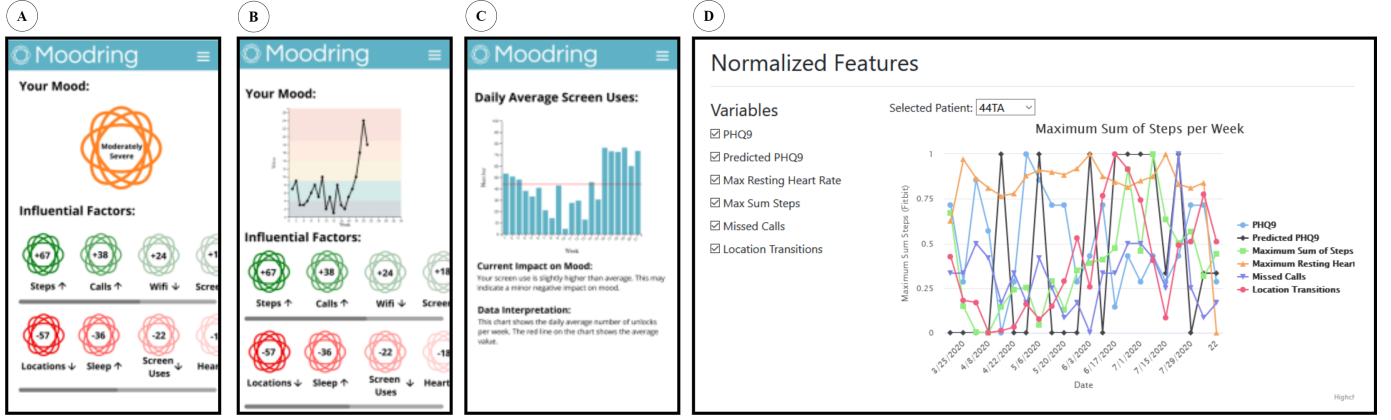 A
B
C
D
Moodring
Your Mood:
Moderately
Severe
Influential Factors:
+67
+38
+24
+1
Steps ↑
Calls ↑
Wifi ↓
Scree
-57
-36
-22
-1
Locations ↓
Sleep ↑
Screen
Uses ↓
Hear
Moodring
Your Mood:
Week
Influential Factors:
+67
+38
+24
+18
Steps ↑
Calls ↑
Wifi ↓
Screen
-57
-36
-22
-18
Locations ↓
Sleep ↑
Screen
Uses ↓
Heart
Moodring
Daily Average Screen Uses:
Week
Current Impact on Mood:
Your screen use is slightly higher than average. This may
indicate a minor negative impact on mood.
Data Interpretation:
This chart shows the daily average number of unlocks
per week. The red line on the chart shows the average
value.
Normalized Features
Variables
PHQ9
Predicted PHQ9
Max Resting Heart Rate
Max Sum Steps
Missed Calls
Location Transitions
Selected Patient: 44TA
Maximum Sum of Steps per Week
Maximum Sum Steps (Fitbit)
1
0.75
0.5
0.25
0
3/25/2020
4/8/2020
4/22/2020
5/6/2020
5/20/2020
6/3/2020
6/17/2020
7/1/2020
7/15/2020
7/29/2020
22
Date
PHQ9
Predicted PHQ9
Maximum Sum of Steps
Maximum Resting Heart
Missed Calls
Location Transitions
Highch